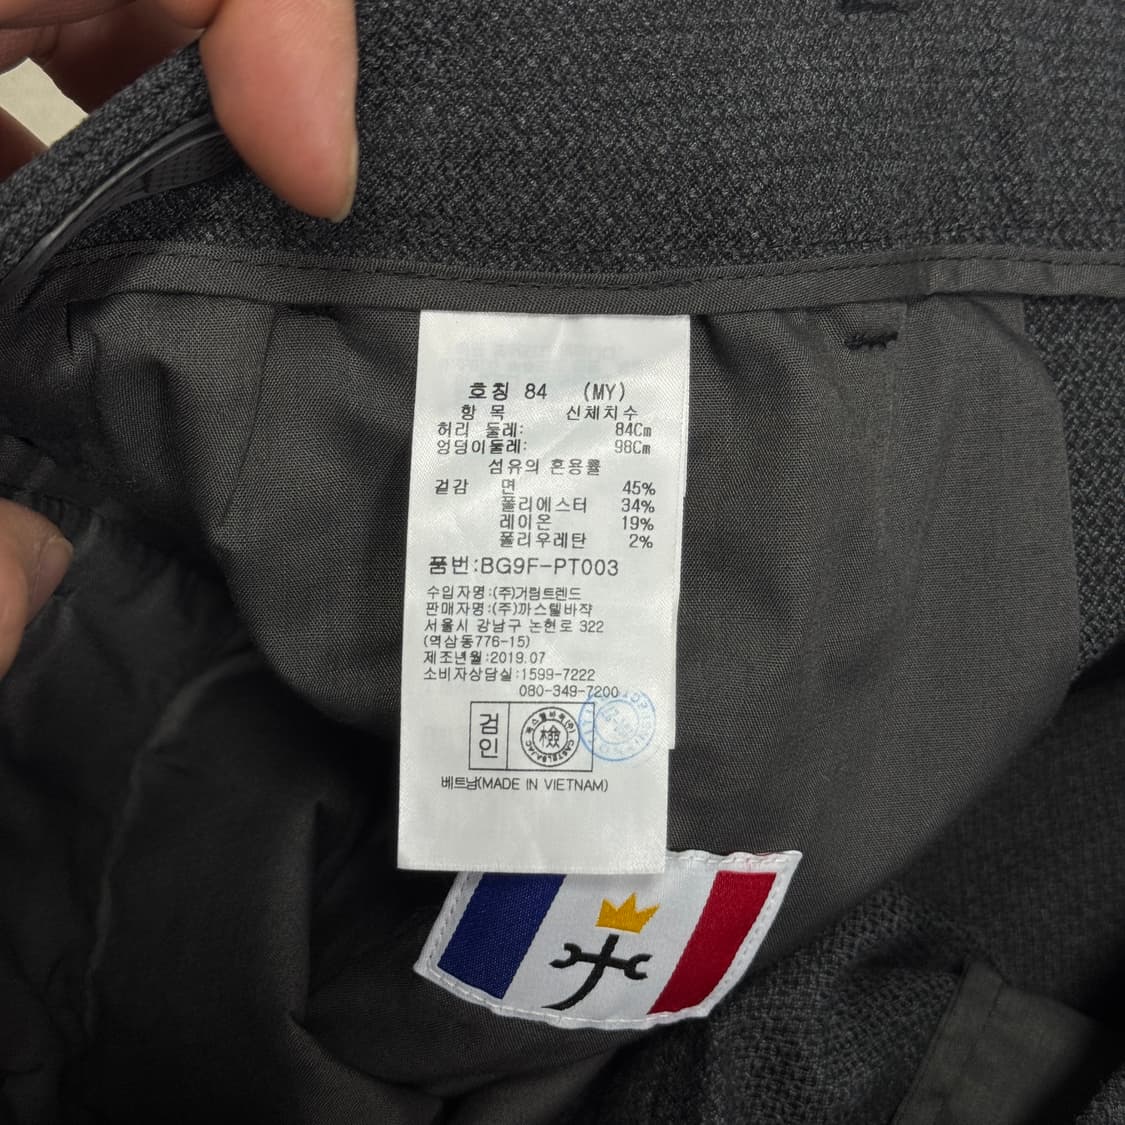 호칭 84 (MY)
항 목 신체치수
허리 둘레: 84Cm
엉덩이둘레: 98Cm
섬유의 혼용률
겉감 면 45%
폴리에스터 34%
레이온 19%
폴리우레탄 2%
품번:BG9F-PT003
수입자명:(주)거림트렌드
판매자명:(주)까스텔바쟉
서울시 강남구 논현로 322
(역삼동776-15)
제조년월:2019.07
소비자상담실:1599-7222
080-349-7200
검인
檢
베트남(MADE IN VIETNAM)